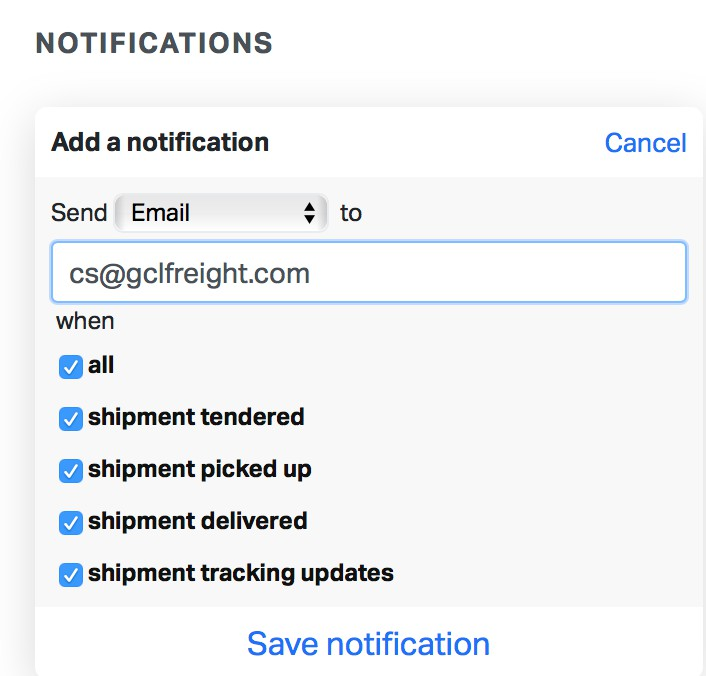 NOTIFICATIONS
Add a notification Cancel
Send Email to
cs@gclfreight.com
when
all
shipment tendered
shipment picked up
shipment delivered
shipment tracking updates
Save notification